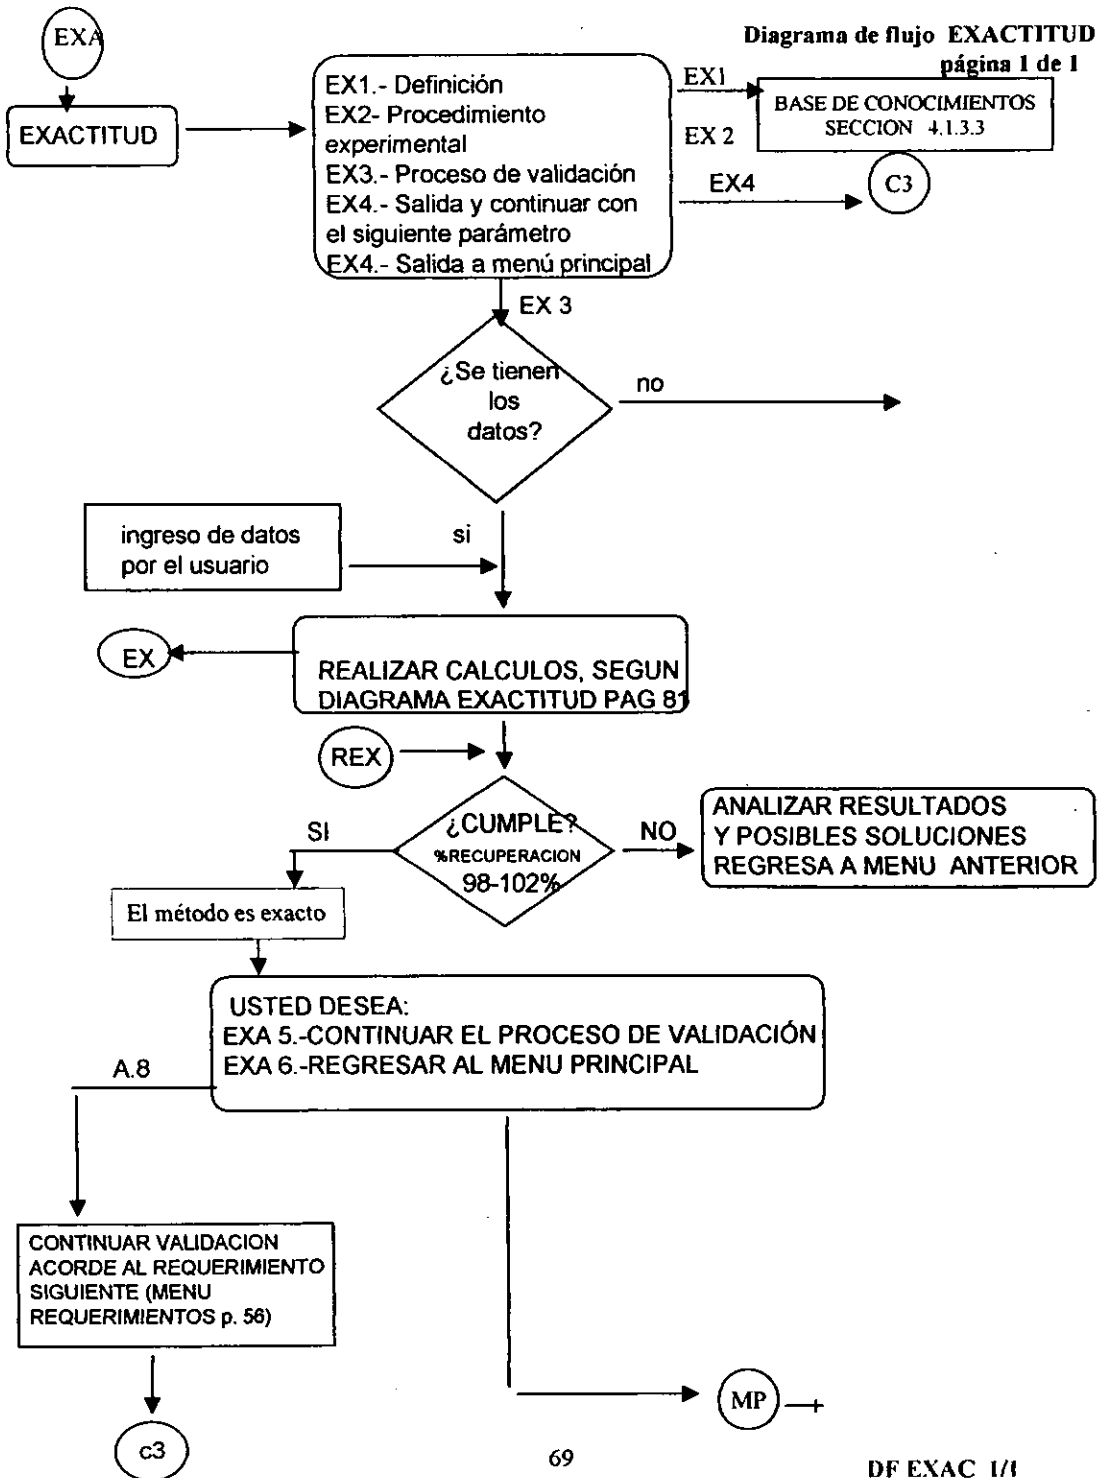 EXA
Diagrama de flujo EXACTITUD
página 1 de 1
EXACTITUD
EX1.- Definición
EX2- Procedimiento
experimental
EX3.- Proceso de validación
EX4.- Salida y continuar con
el siguiente parámetro
EX4.- Salida a menú principal
EX1
BASE DE CONOCIMIENTOS
SECCION 4.1.3.3
EX 2
EX4
C3
EX 3
¿Se tienen
los
datos?
no
ingreso de datos
por el usuario
si
EX
REALIZAR CALCULOS, SEGUN
DIAGRAMA EXACTITUD PAG 81
REX
¿CUMPLE?
%RECUPERACION
98-102%
SI
NO
ANALIZAR RESULTADOS
Y POSIBLES SOLUCIONES
REGRESA A MENU ANTERIOR
El método es exacto
USTED DESEA:
EXA 5.-CONTINUAR EL PROCESO DE VALIDACIÓN
EXA 6.-REGRESAR AL MENU PRINCIPAL
A.8
CONTINUAR VALIDACION
ACORDE AL REQUERIMIENTO
SIGUIENTE (MENU
REQUERIMIENTOS p. 56)
MP
c3
69
DF EXAC 1/1